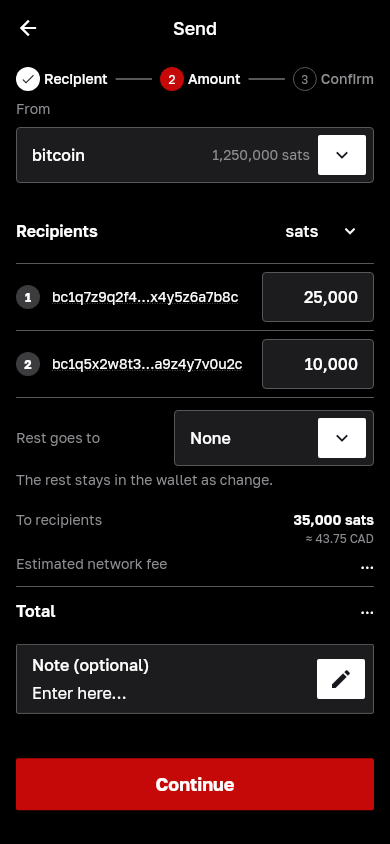 Send
Recipient 2 Amount 3 Confirm
From
bitcoin 1,250,000 sats
Recipients sats
1 bc1q7z9q2f4...x4y5z6a7b8c 25,000
2 bc1q5x2w8t3...a9z4y7v0u2c 10,000
Rest goes to None
The rest stays in the wallet as change.
To recipients 35,000 sats
≈ 43.75 CAD
Estimated network fee ...
Total ...
Note (optional)
Enter here...
Continue